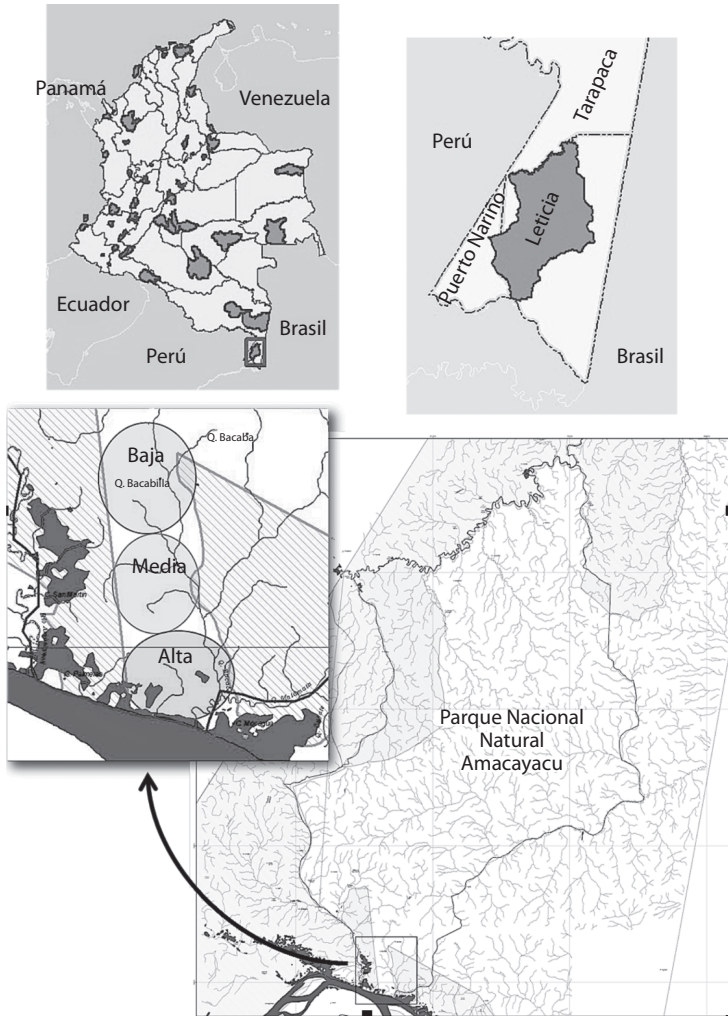 Panamá
Venezuela
Ecuador
Perú
Brasil
Tarapaca
Perú
Puerto Nariño
Leticia
Brasil
Q. Bacaba
Baja
Q. Bacabilla
Media
Alta
Parque Nacional
Natural
Amacayacu